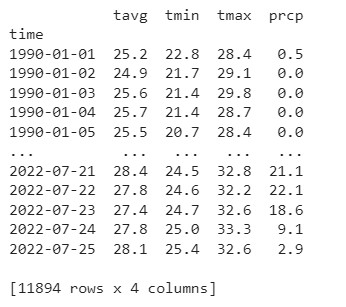 tavg tmin tmax prcp
time
1990-01-01 25.2 22.8 28.4 0.5
1990-01-02 24.9 21.7 29.1 0.0
1990-01-03 25.6 21.4 29.8 0.0
1990-01-04 25.7 21.4 28.7 0.0
1990-01-05 25.5 20.7 28.4 0.0
... ... ... ... ...
2022-07-21 28.4 24.5 32.8 21.1
2022-07-22 27.8 24.6 32.2 22.1
2022-07-23 27.4 24.7 32.6 18.6
2022-07-24 27.8 25.0 33.3 9.1
2022-07-25 28.1 25.4 32.6 2.9
[11894 rows x 4 columns]